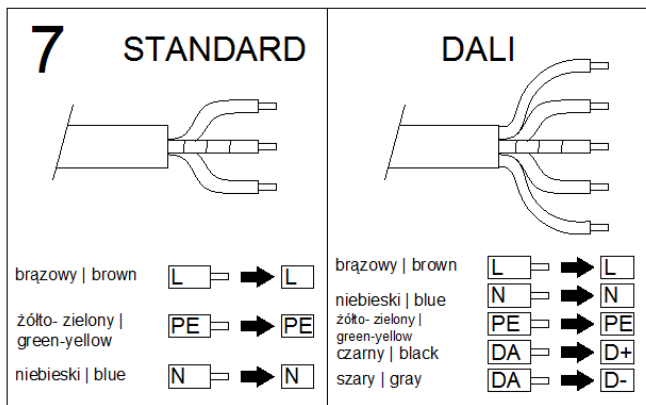 7 STANDARD
brązowy | brown L L
żółto- zielony |
green-yellow PE PE
niebieski | blue N N
DALI
brązowy | brown L L
niebieski | blue N N
żółto- zielony |
green-yellow PE PE
czarny | black DA D+
szary | gray DA D-